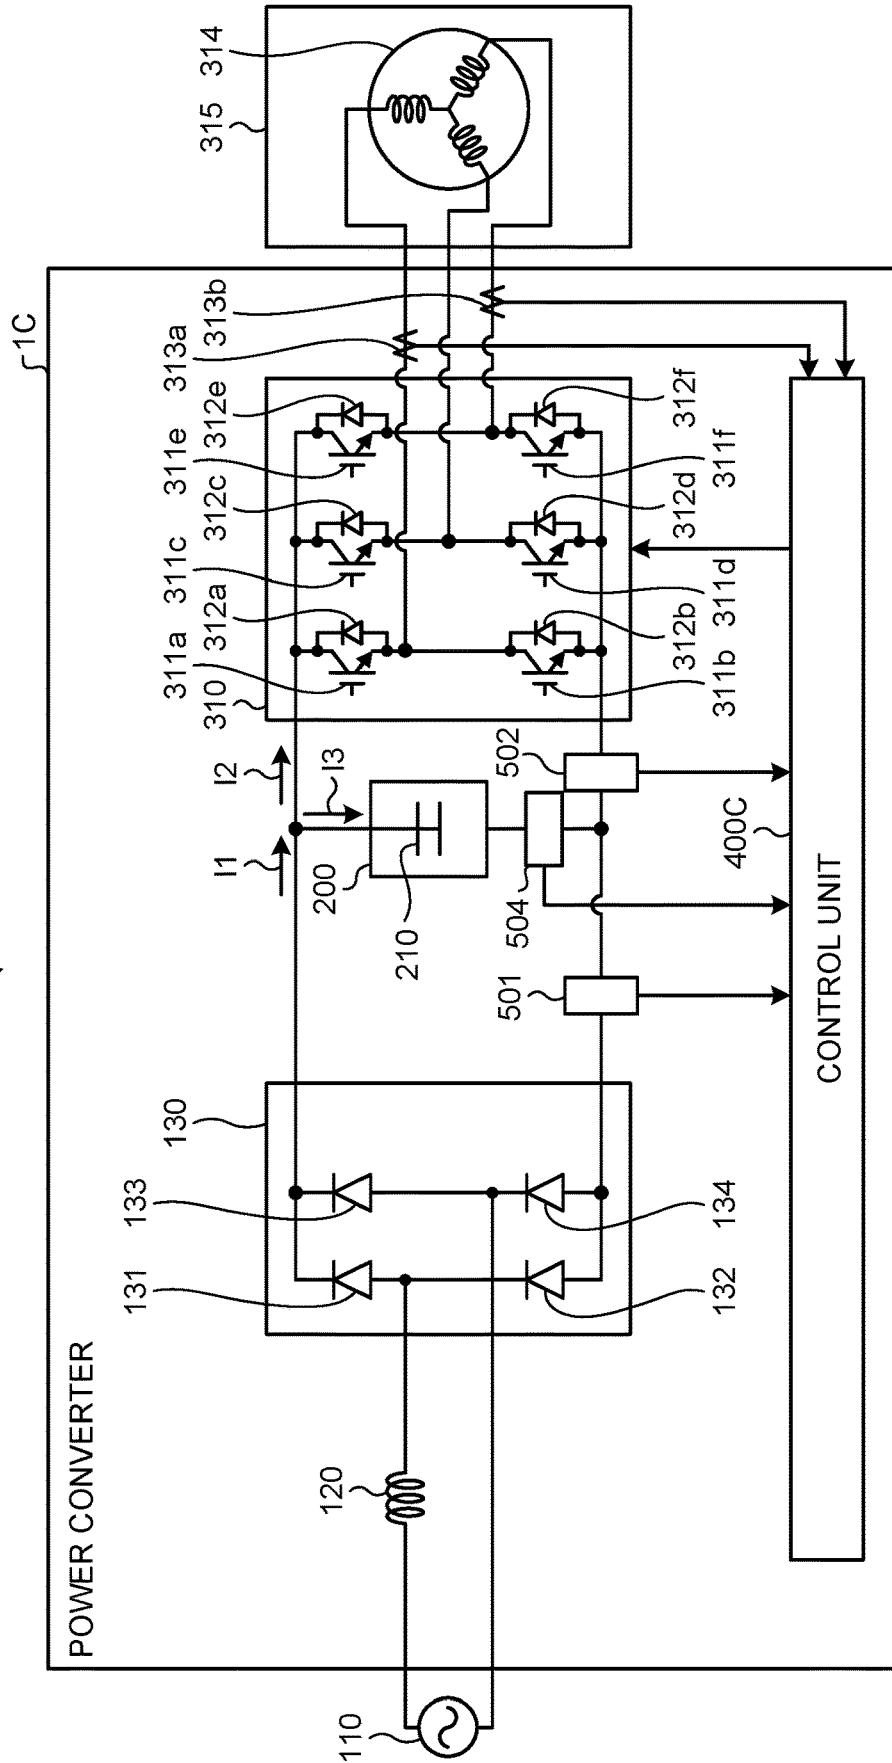 1C
POWER CONVERTER
110
120
130
131
133
132
134
I1
I2
I3
200
210
501
504
502
310
311a
312a
311c
312c
311e
312e
313a
313b
311b
312b
311d
312d
311f
312f
315
314
400C
CONTROL UNIT